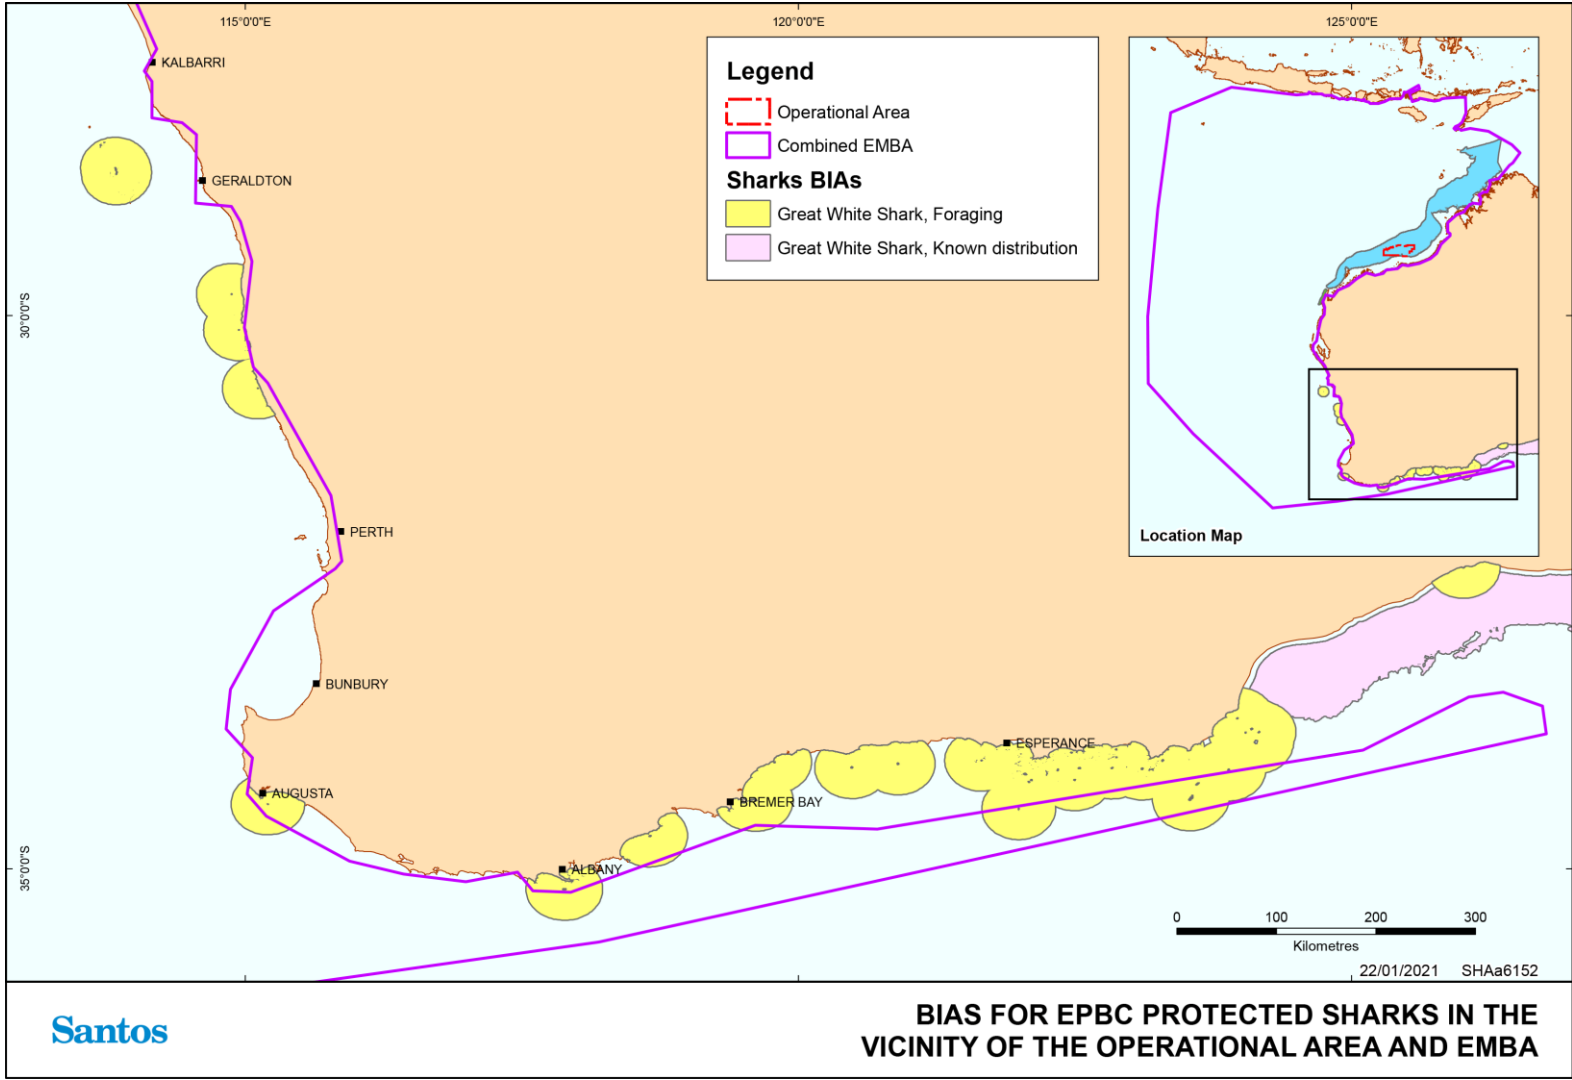 115°0'0"E
120°0'0"E
125°0'0"E
KALBARRI
GERALDTON
30°0'0"S
PERTH
BUNBURY
AUGUSTA
ALBANY
BREMER BAY
ESPERANCE
35°0'0"S
Legend
Operational Area
Combined EMBA
Sharks BIAs
Great White Shark, Foraging
Great White Shark, Known distribution
Location Map
0 100 200 300
Kilometres
22/01/2021 SHAa6152
Santos
BIAS FOR EPBC PROTECTED SHARKS IN THE
VICINITY OF THE OPERATIONAL AREA AND EMBA